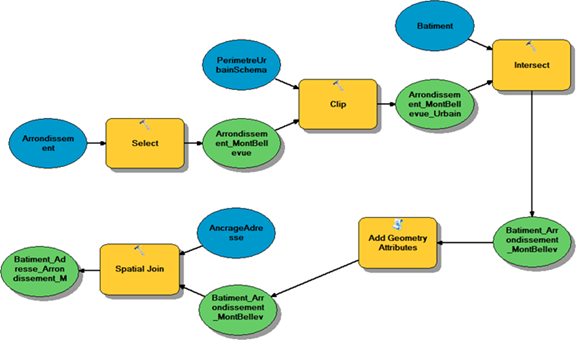 Batiment
Intersect
PerimetreUr
bainSchema
Clip
Arrondissem
ent_MontBell
evue_Urbain
Arrondissem
ent
Select
Arrondissem
ent_MontBell
evue
AncrageAdre
sse
Add Geometry
Attributes
Batiment_Arr
ondissement
_MontBellev
Batiment_Ad
resse_Arron
dissement_M
Spatial Join
Batiment_Arr
ondissement
_MontBellev